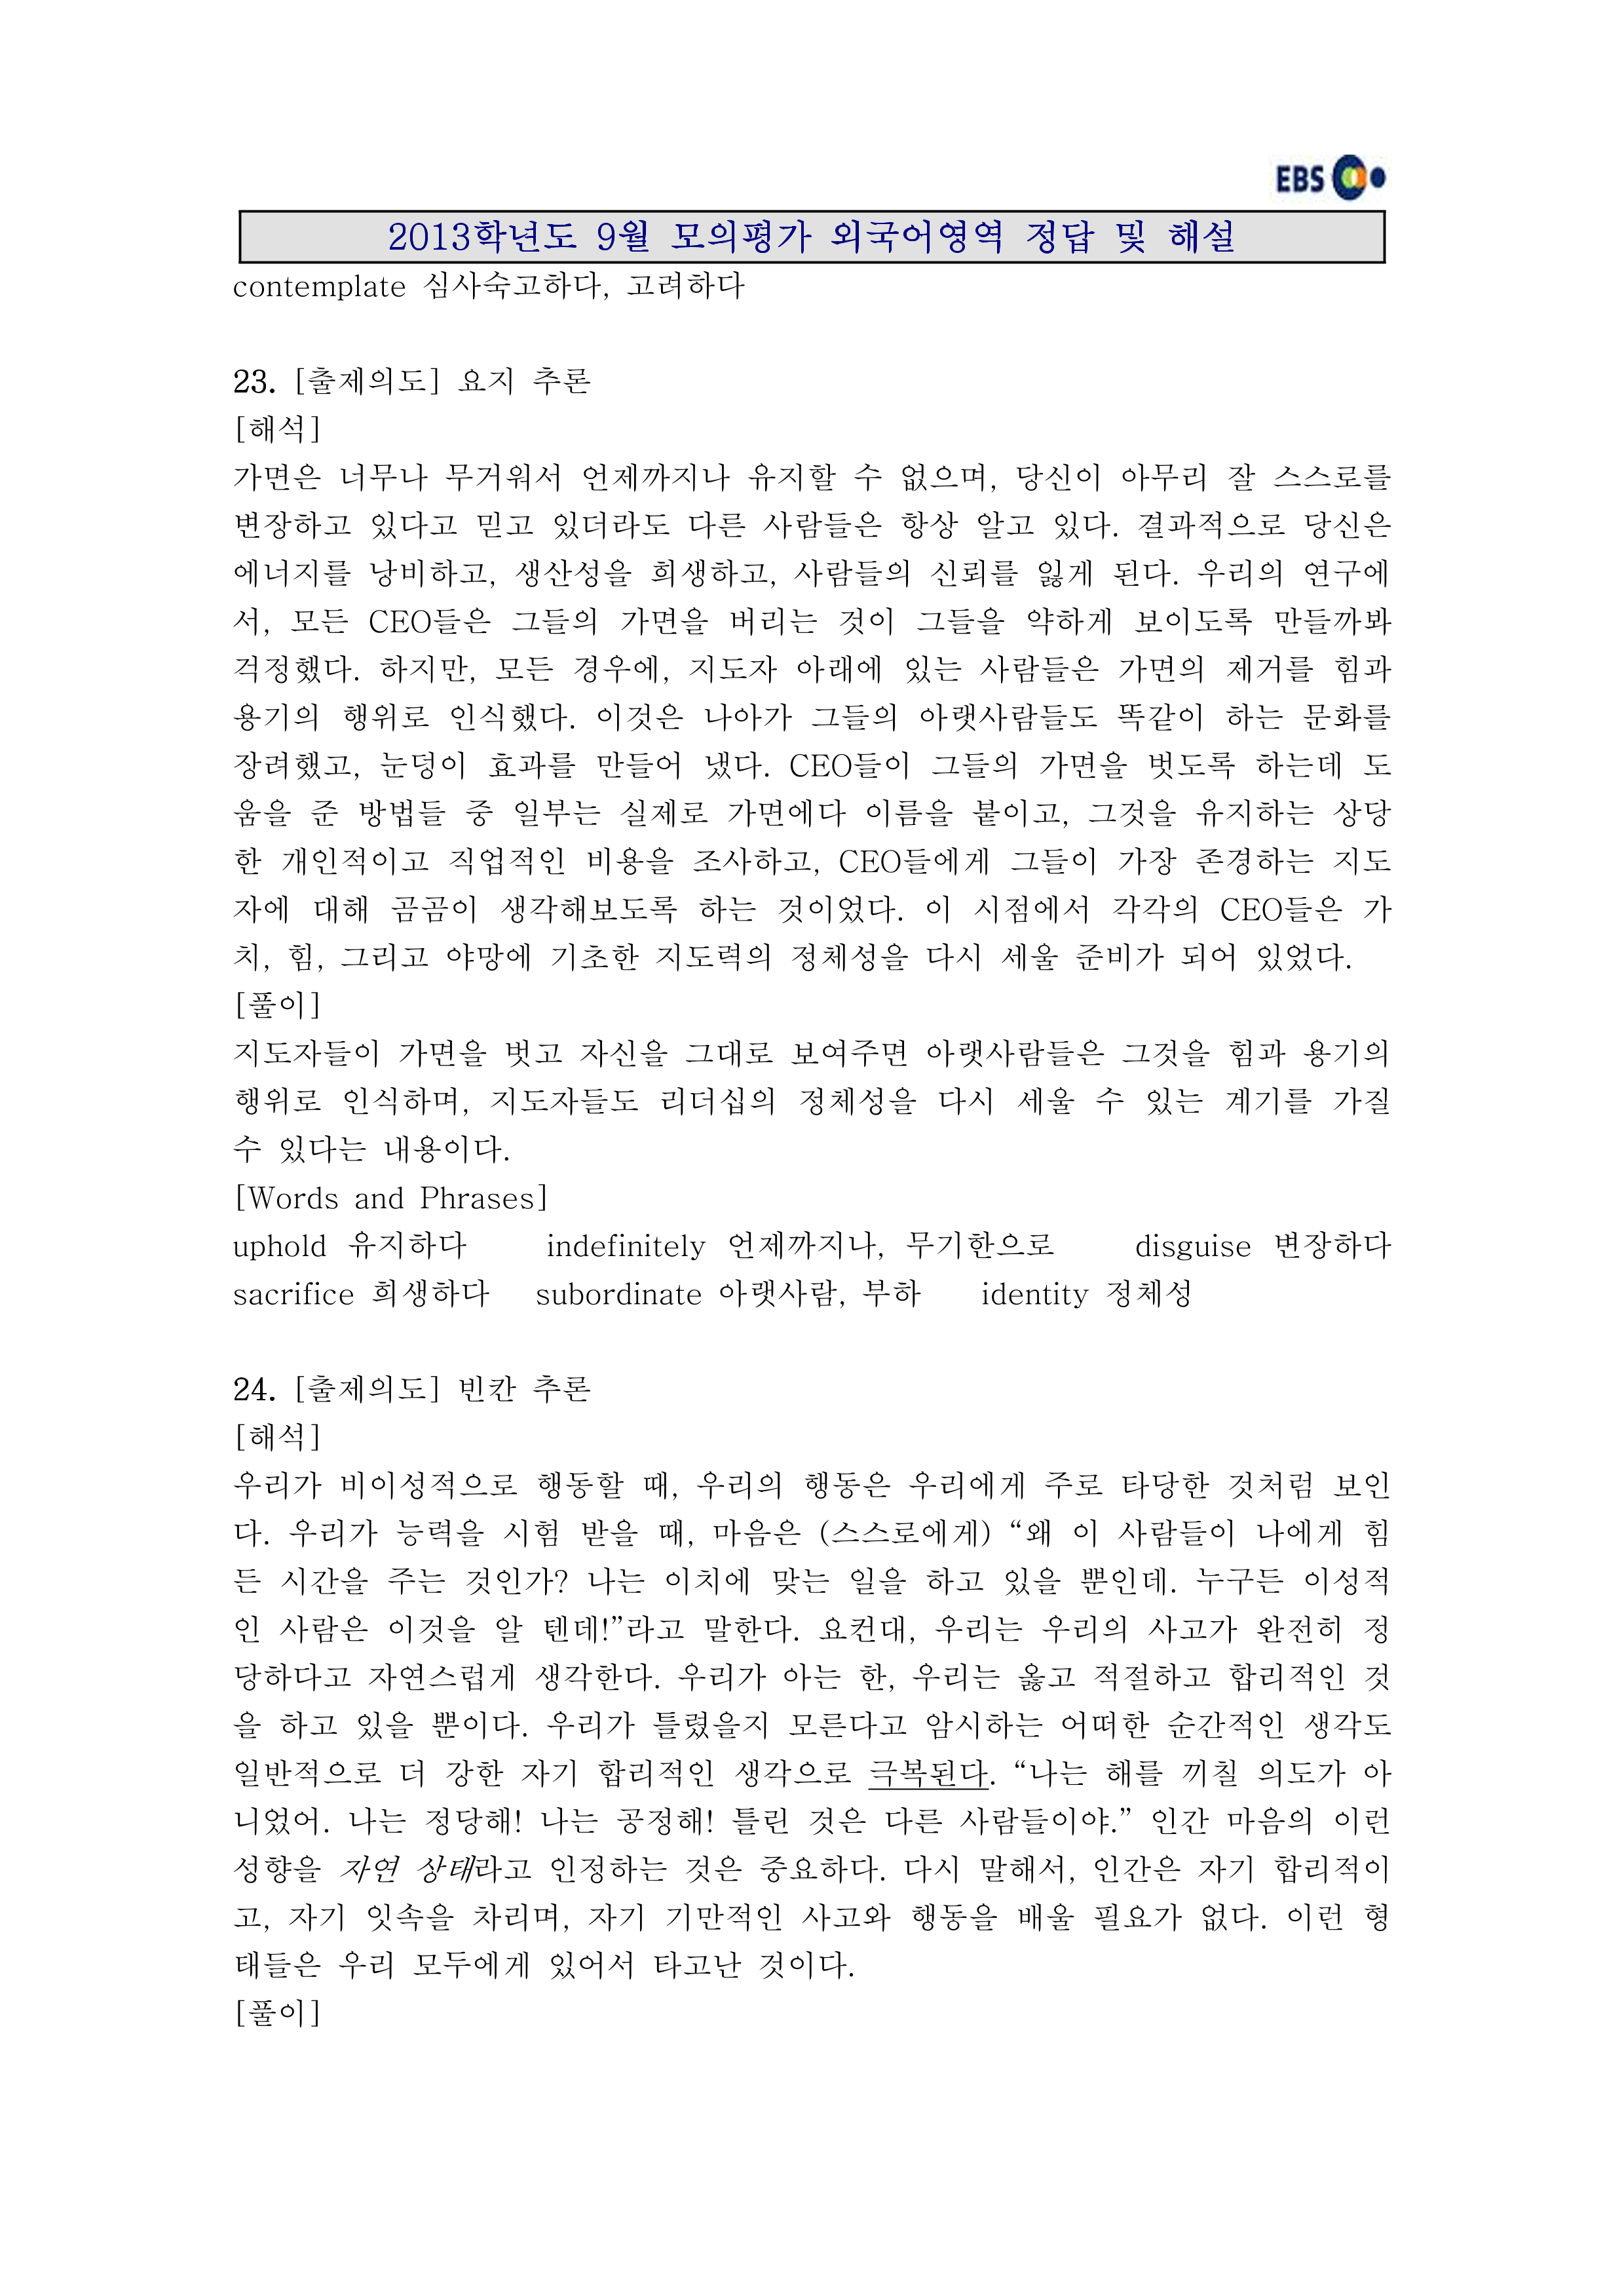 EBS
2013학년도 9월 모의평가 외국어영역 정답 및 해설
contemplate 심사숙고하다, 고려하다
23. [출제의도] 요지 추론
[해석]
가면은 너무나 무거워서 언제까지나 유지할 수 없으며, 당신이 아무리 잘 스스로를
변장하고 있다고 믿고 있더라도 다른 사람들은 항상 알고 있다. 결과적으로 당신은
에너지를 낭비하고, 생산성을 희생하고, 사람들의 신뢰를 잃게 된다. 우리의 연구에
서, 모든 CEO들은 그들의 가면을 버리는 것이 그들을 약하게 보이도록 만들까봐
걱정했다. 하지만, 모든 경우에, 지도자 아래에 있는 사람들은 가면의 제거를 힘과
용기의 행위로 인식했다. 이것은 나아가 그들의 아랫사람들도 똑같이 하는 문화를
장려했고, 눈덩이 효과를 만들어 냈다. CEO들이 그들의 가면을 벗도록 하는데 도
움을 준 방법들 중 일부는 실제로 가면에다 이름을 붙이고, 그것을 유지하는 상당
한 개인적이고 직업적인 비용을 조사하고, CEO들에게 그들이 가장 존경하는 지도
자에 대해 곰곰이 생각해보도록 하는 것이었다. 이 시점에서 각각의 CEO들은 가
치, 힘, 그리고 야망에 기초한 지도력의 정체성을 다시 세울 준비가 되어 있었다.
[풀이]
지도자들이 가면을 벗고 자신을 그대로 보여주면 아랫사람들은 그것을 힘과 용기의
행위로 인식하며, 지도자들도 리더십의 정체성을 다시 세울 수 있는 계기를 가질
수 있다는 내용이다.
[Words and Phrases]
uphold 유지하다 indefinitely 언제까지나, 무기한으로 disguise 변장하다
sacrifice 희생하다 subordinate 아랫사람, 부하 identity 정체성
24. [출제의도] 빈칸 추론
[해석]
우리가 비이성적으로 행동할 때, 우리의 행동은 우리에게 주로 타당한 것처럼 보인
다. 우리가 능력을 시험 받을 때, 마음은 (스스로에게) “왜 이 사람들이 나에게 힘
든 시간을 주는 것인가? 나는 이치에 맞는 일을 하고 있을 뿐인데. 누구든 이성적
인 사람은 이것을 알 텐데!”라고 말한다. 요컨대, 우리는 우리의 사고가 완전히 정
당하다고 자연스럽게 생각한다. 우리가 아는 한, 우리는 옳고 적절하고 합리적인 것
을 하고 있을 뿐이다. 우리가 틀렸을지 모른다고 암시하는 어떠한 순간적인 생각도
일반적으로 더 강한 자기 합리적인 생각으로 극복된다. “나는 해를 끼칠 의도가 아
니었어. 나는 정당해! 나는 공정해! 틀린 것은 다른 사람들이야.” 인간 마음의 이런
성향을 자연 상태라고 인정하는 것은 중요하다. 다시 말해서, 인간은 자기 합리적이
고, 자기 잇속을 차리며, 자기 기만적인 사고와 행동을 배울 필요가 없다. 이런 형
태들은 우리 모두에게 있어서 타고난 것이다.
[풀이]